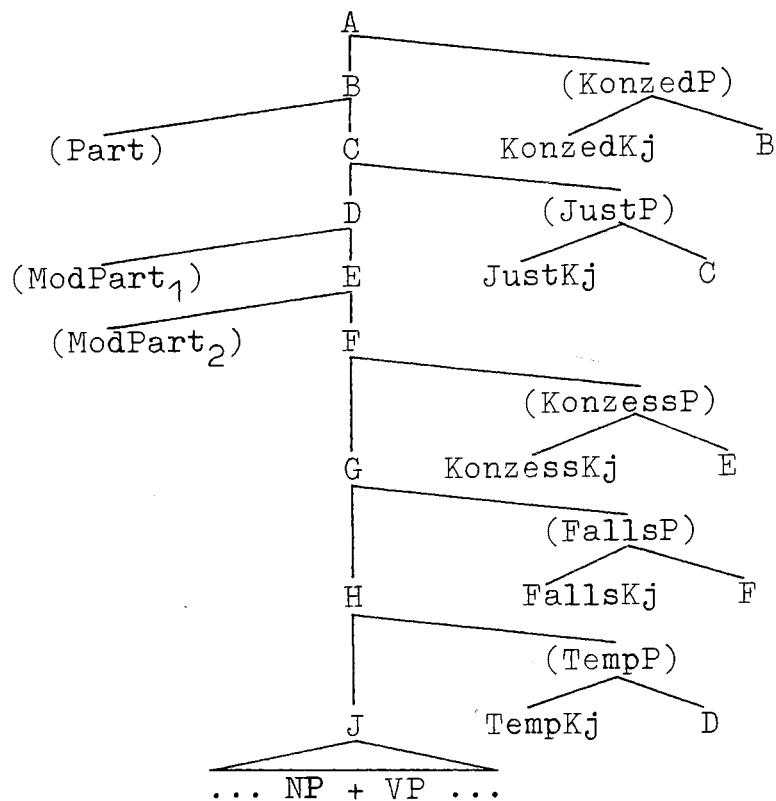 A
B (KonzedP)
(Part) C KonzedKj B
D (JustP)
(ModPart1) E JustKj C
(ModPart2) F
(KonzessP)
G KonzessKj E
(FallsP)
H FallsKj F
(TempP)
J TempKj D
... NP + VP ...